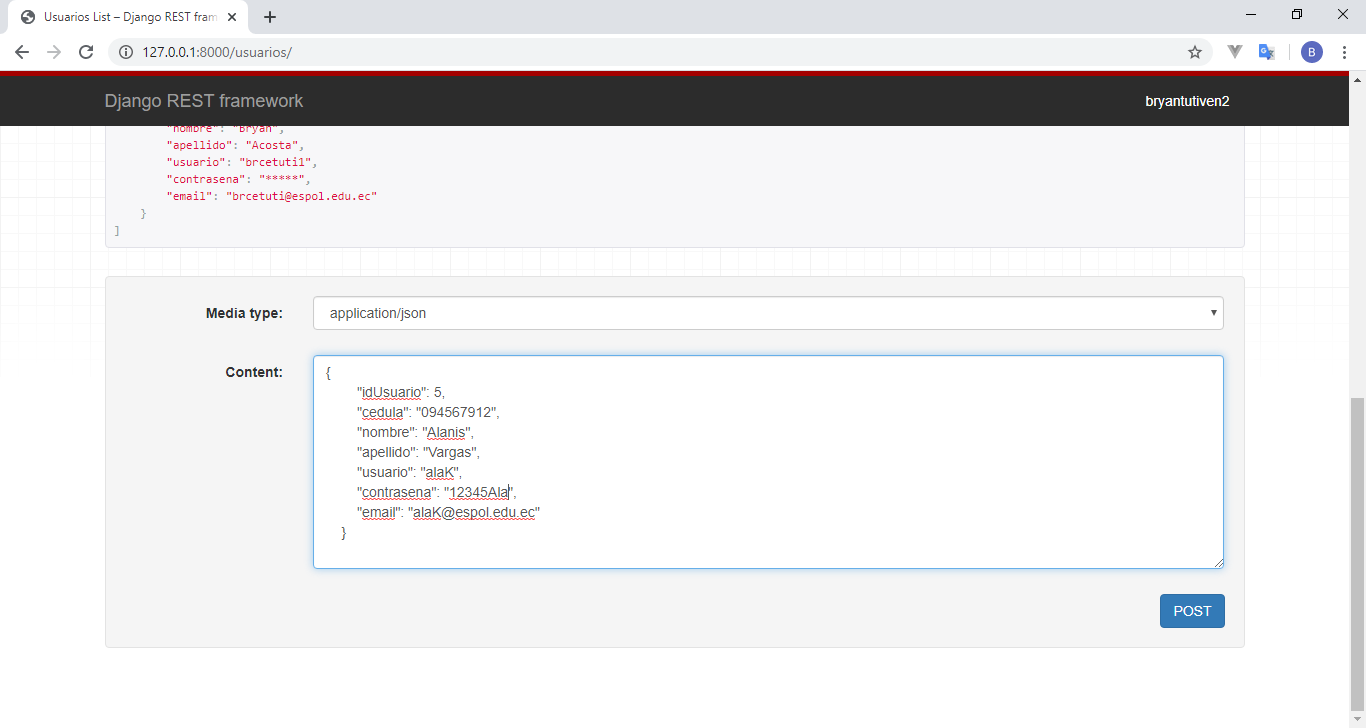 Usuarios List – Django REST fram
127.0.0.1:8000/usuarios/
B
Django REST framework
bryantutiven2
"nombre": "Bryan",
"apellido": "Acosta",
"usuario": "brcetuti1",
"contrasena": "*****",
"email": "brcetuti@espol.edu.ec"
}
]
Media type:
application/json
Content:
{
"idUsuario": 5,
"cedula": "094567912",
"nombre": "Alanis",
"apellido": "Vargas",
"usuario": "alaK",
"contrasena": "12345Ala",
"email": "alaK@espol.edu.ec"
}
POST